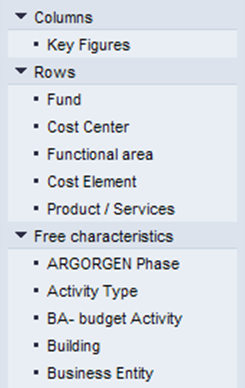 Columns
Key Figures
Rows
Fund
Cost Center
Functional area
Cost Element
Product / Services
Free characteristics
ARGORGEN Phase
Activity Type
BA- budget Activity
Building
Business Entity